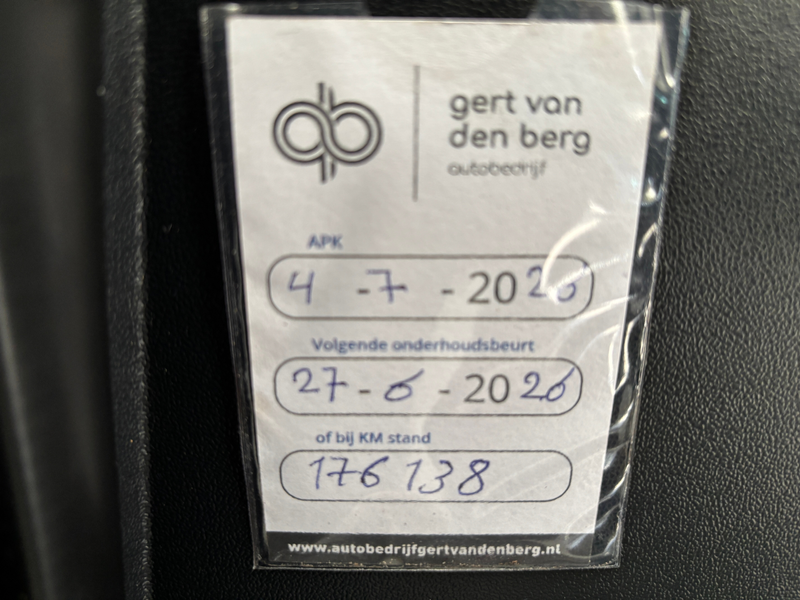 gert van
den berg
autobedrijf
APK
4 - 7 - 2026
Volgende onderhoudsbeurt
27 - 6 - 2026
of bij KM stand
176138
www.autobedrijfgertvandenberg.nl